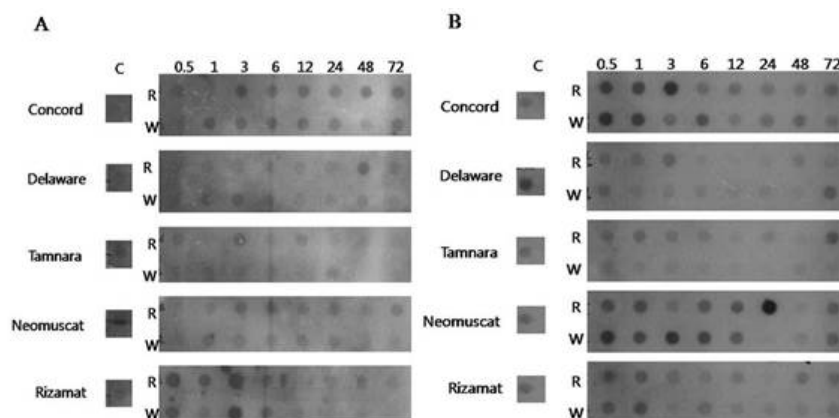 A
C 0.5 1 3 6 12 24 48 72
Concord R
W
Delaware R
W
Tamnara R
W
Neomuscat R
W
Rizamat R
W
B
C 0.5 1 3 6 12 24 48 72
Concord R
W
Delaware R
W
Tamnara R
W
Neomuscat R
W
Rizamat R
W